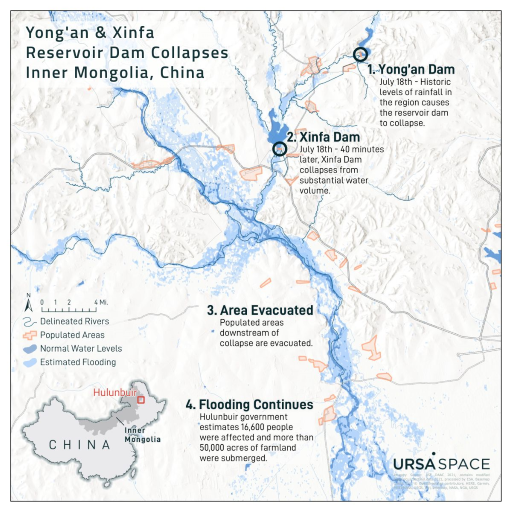 Yong'an & Xinfa
Reservoir Dam Collapses
Inner Mongolia, China
1. Yong'an Dam
July 18th - Historic
levels of rainfall in
the region causes
the reservoir dam
to collapse.
2. Xinfa Dam
July 18th - 40 minutes
later, Xinfa Dam
collapses from
substantial water
volume.
3. Area Evacuated
Populated areas
downstream of
collapse are evacuated.
4. Flooding Continues
Hulunbuir government
estimates 16,600 people
were affected and more than
50,000 acres of farmland
were submerged.
N
0 1 2 4 Mi.
Delineated Rivers
Populated Areas
Normal Water Levels
Estimated Flooding
Hulunbuir
Inner
Mongolia
CHINA
URSA SPACE